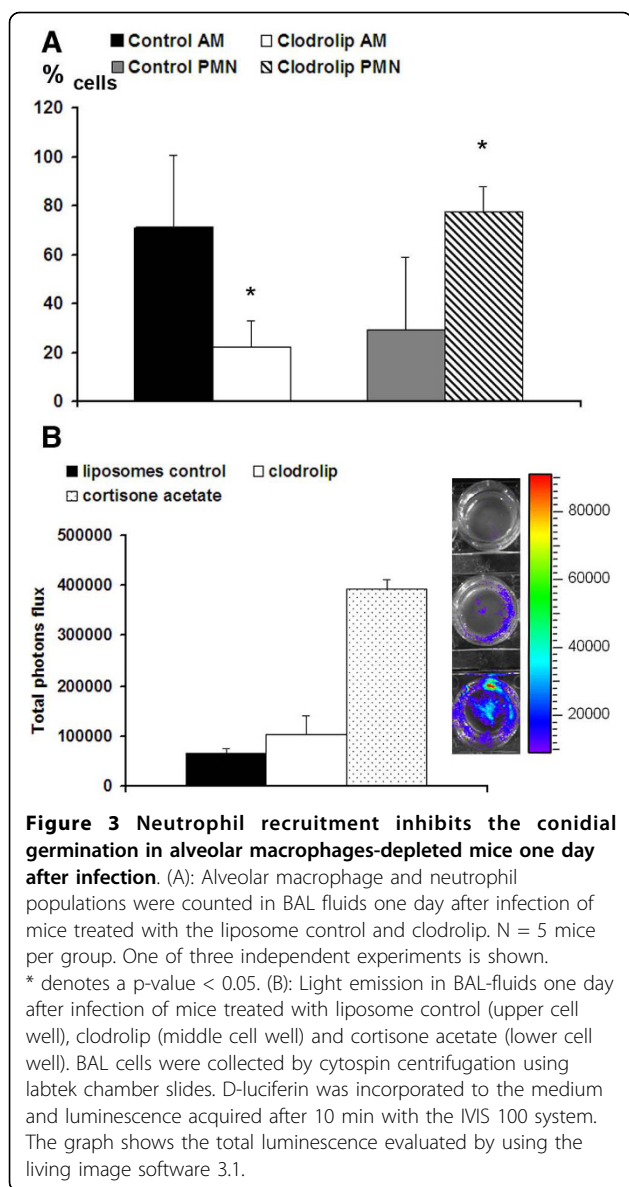 A
Control AM Clodrolip AM
% cells
Control PMN Clodrolip PMN
120
100
80
60
40
20
0
*
*
B
liposomes control clodrolip
cortisone acetate
Total photons flux
500000
400000
300000
200000
100000
0
80000
60000
40000
20000
Figure 3 Neutrophil recruitment inhibits the conidial
germination in alveolar macrophages-depleted mice one day
after infection. (A): Alveolar macrophage and neutrophil
populations were counted in BAL fluids one day after infection of
mice treated with the liposome control and clodrolip. N = 5 mice
per group. One of three independent experiments is shown.
* denotes a p-value < 0.05. (B): Light emission in BAL-fluids one day
after infection of mice treated with liposome control (upper cell
well), clodrolip (middle cell well) and cortisone acetate (lower cell
well). BAL cells were collected by cytospin centrifugation using
labtek chamber slides. D-luciferin was incorporated to the medium
and luminescence acquired after 10 min with the IVIS 100 system.
The graph shows the total luminescence evaluated by using the
living image software 3.1.